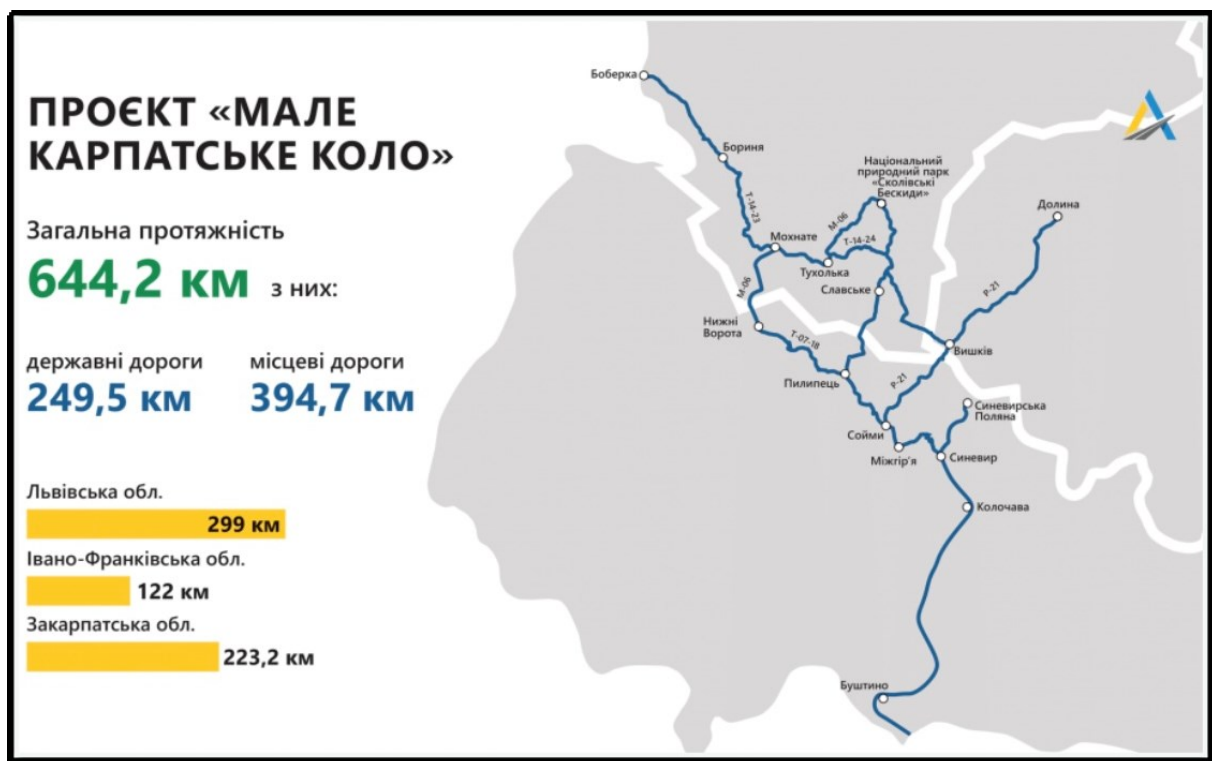 ПРОЄКТ «МАЛЕ
КАРПАТСЬКЕ КОЛО»
Загальна протяжність
644,2 км з них:
державні дороги
249,5 км
місцеві дороги
394,7 км
Львівська обл.
299 км
Івано-Франківська обл.
122 км
Закарпатська обл.
223,2 км
Боберка
Бориня
Т-14-23
Національний
природний парк
«Сколівські
Бескиди»
Долина
Мохнате
М-06
Т-14-24
Тухолька
Славське
М-06
Р-21
Нижні
Ворота
Т-07-18
Вишків
Пилипець
Р-21
Синевирська
Поляна
Сойми
Міжгір'я
Синевир
Колочава
Буштино